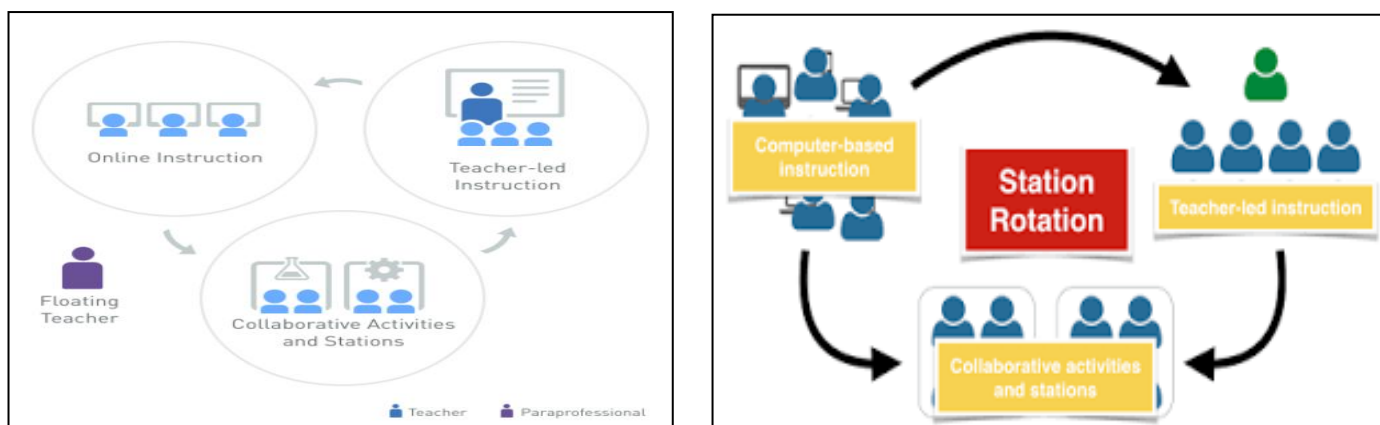 Online Instruction
Teacher-led
Instruction
Floating
Teacher
Collaborative Activities
and Stations
Teacher
Paraprofessional
Computer-based
instruction
Station
Rotation
Teacher-led instruction
Collaborative activities
and stations